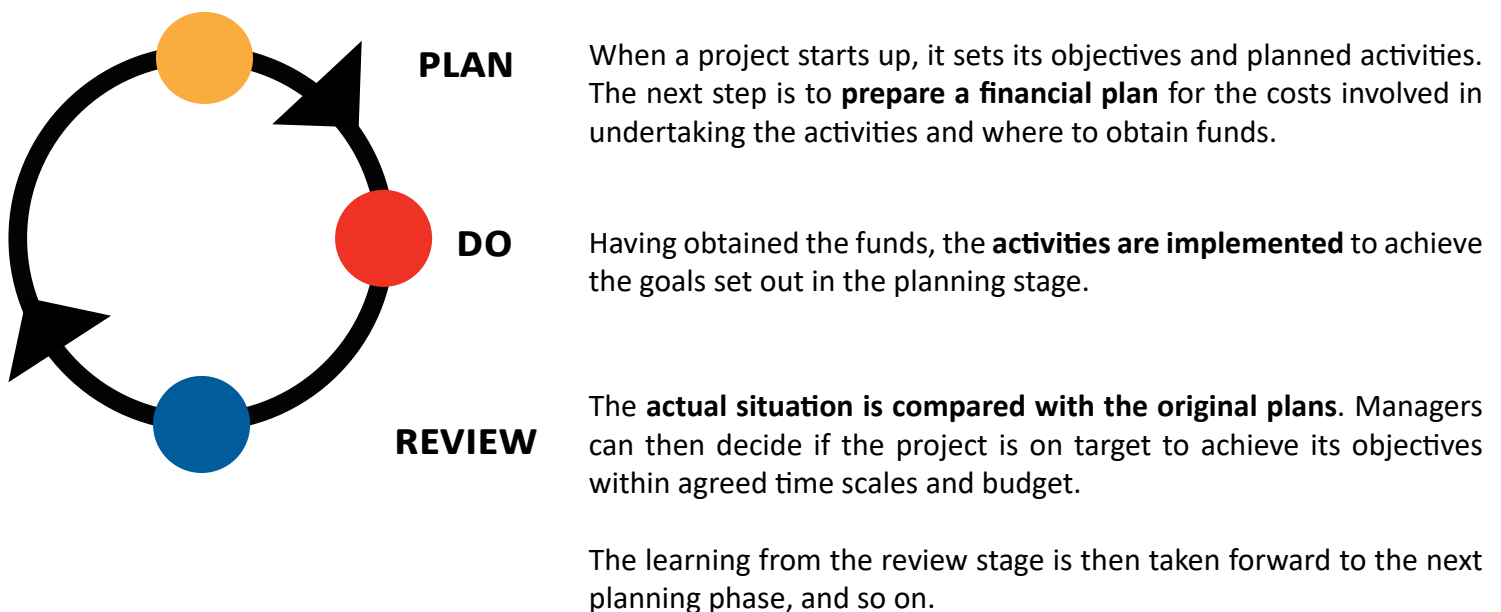 PLAN
When a project starts up, it sets its objectives and planned activities.
The next step is to prepare a financial plan for the costs involved in
undertaking the activities and where to obtain funds.
DO
Having obtained the funds, the activities are implemented to achieve
the goals set out in the planning stage.
REVIEW
The actual situation is compared with the original plans. Managers
can then decide if the project is on target to achieve its objectives
within agreed time scales and budget.
The learning from the review stage is then taken forward to the next
planning phase, and so on.